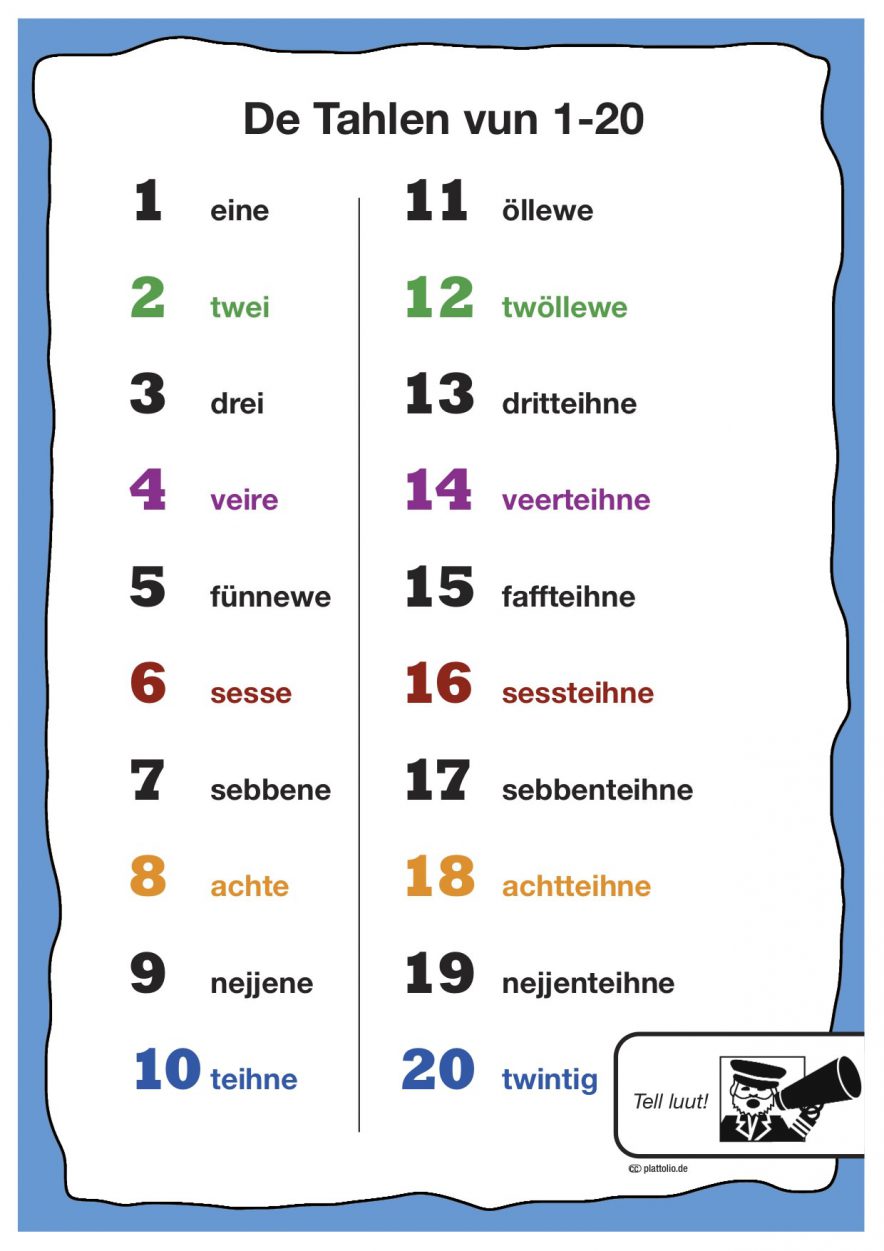 De Tahlen vun 1-20
1 eine
2 twei
3 drei
4 veire
5 fünnewe
6 sesse
7 sebbene
8 achte
9 nejjene
10 teihne
11 öllewe
12 twöllewe
13 dritteihne
14 veerteihne
15 faffteihne
16 sessteihne
17 sebbenteihne
18 achtteihne
19 nejjenteihne
20 twintig
Tell luut!
cc plattolio.de